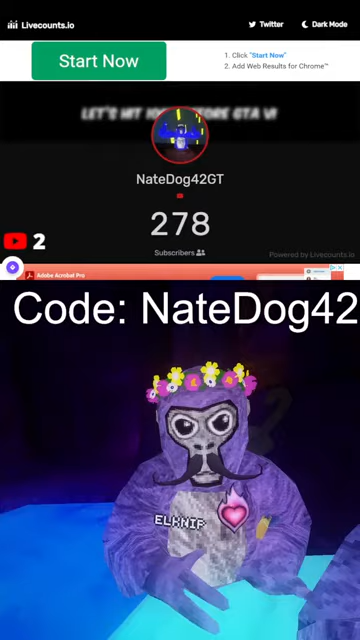 Livecounts.io
Twitter
Dark Mode
Start Now
1. Click "Start Now"
2. Add Web Results for Chrome™
NateDog42GT
278
Subscribers
2
Powered by Livecounts.io
Adobe Acrobat Pro
Code: NateDog42
ELKNIP